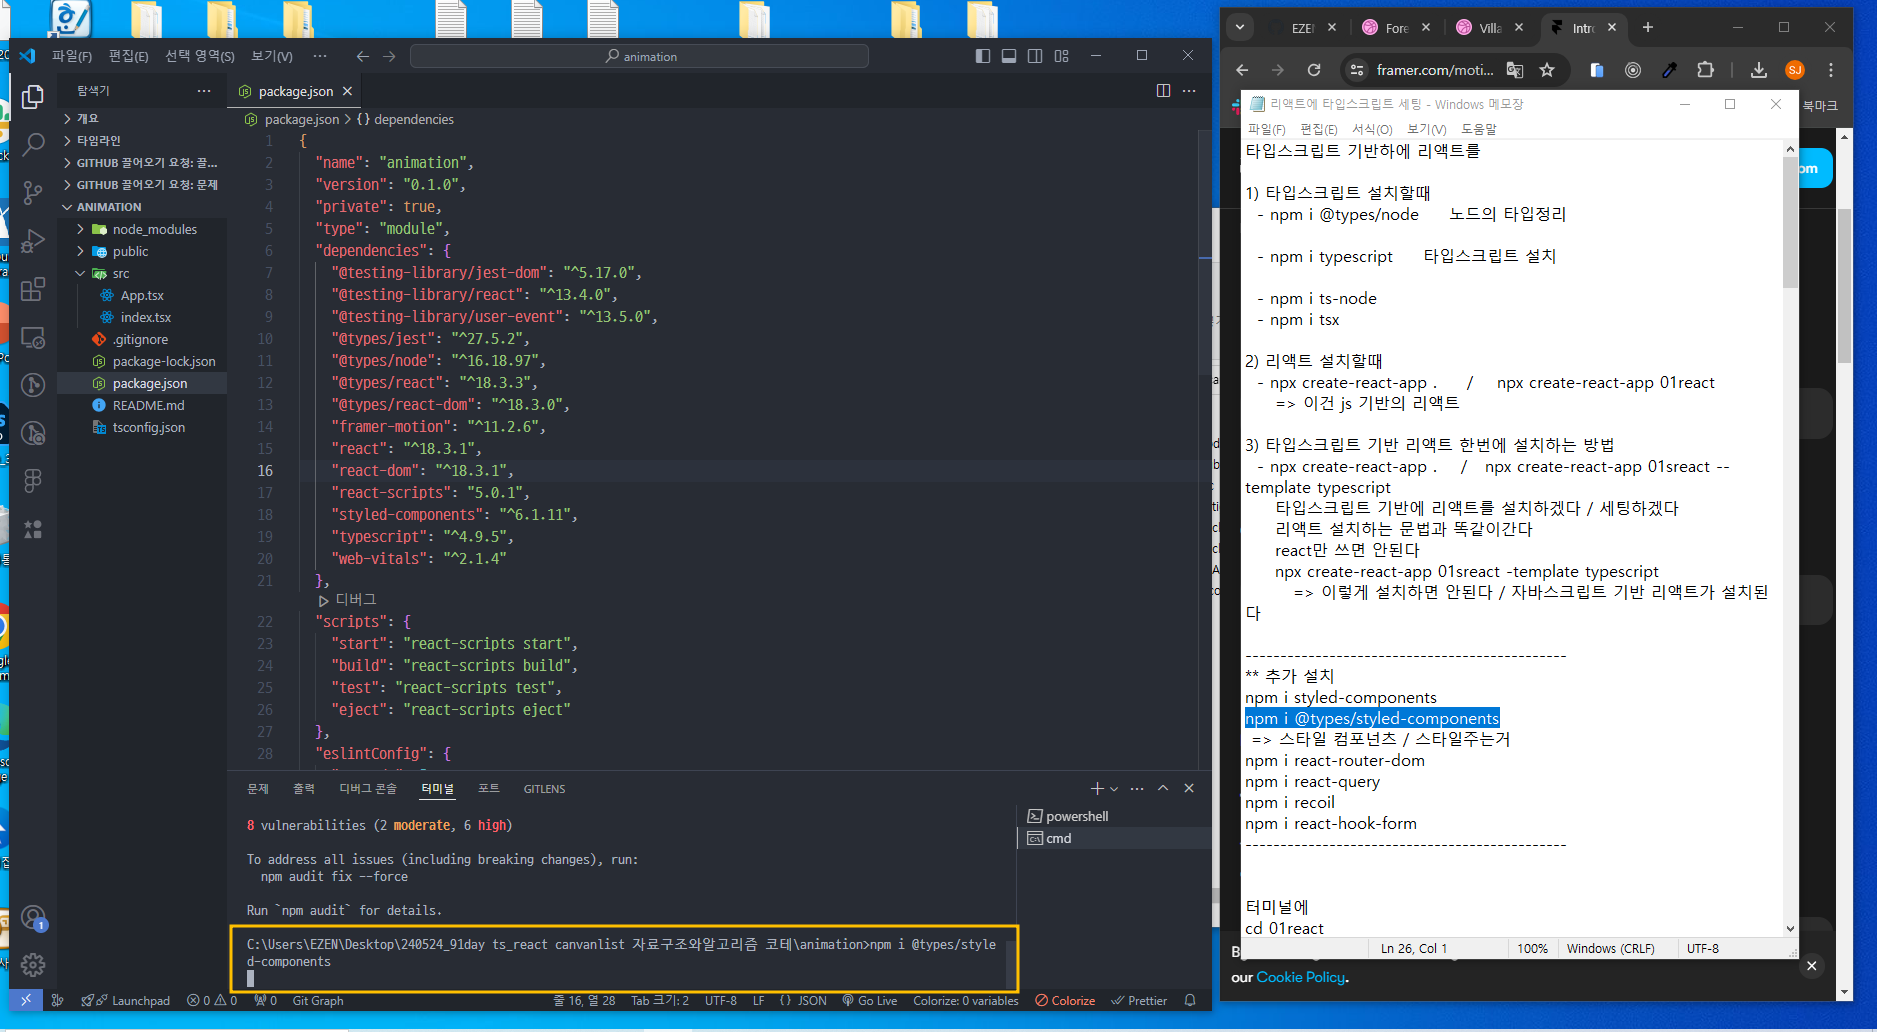 파일(F) 편집(E) 선택 영역(S) 보기(V) ···
animation
탐색기
개요
타임라인
GITHUB 끌어오기 요청: 끌...
GITHUB 끌어오기 요청: 문제
ANIMATION
node_modules
public
src
App.tsx
index.tsx
.gitignore
package-lock.json
package.json
README.md
tsconfig.json
package.json
package.json > {} dependencies
1 {
2 "name": "animation",
3 "version": "0.1.0",
4 "private": true,
5 "type": "module",
6 "dependencies": {
7 "@testing-library/jest-dom": "^5.17.0",
8 "@testing-library/react": "^13.4.0",
9 "@testing-library/user-event": "^13.5.0",
10 "@types/jest": "^27.5.2",
11 "@types/node": "^16.18.97",
12 "@types/react": "^18.3.3",
13 "@types/react-dom": "^18.3.0",
14 "framer-motion": "^11.2.6",
15 "react": "^18.3.1",
16 "react-dom": "^18.3.1",
17 "react-scripts": "5.0.1",
18 "styled-components": "^6.1.11",
19 "typescript": "^4.9.5",
20 "web-vitals": "^2.1.4"
21 },
디버그
22 "scripts": {
23 "start": "react-scripts start",
24 "build": "react-scripts build",
25 "test": "react-scripts test",
26 "eject": "react-scripts eject"
27 },
28 "eslintConfig": {
문제 출력 디버그 콘솔 터미널 포트 GITLENS
powershell
cmd
8 vulnerabilities (2 moderate, 6 high)
To address all issues (including breaking changes), run:
npm audit fix --force
Run `npm audit` for details.
C:\Users\EZEN\Desktop\240524_91day ts_react canvanlist 자료구조와알고리즘 코테\animation>npm i @types/style
d-components
1
Launchpad 0 0 0 Git Graph 줄 16, 열 28 Tab 크기: 2 UTF-8 LF {} JSON Go Live Colorize: 0 variables Colorize Prettier
EZEN Fore Villa Intro
framer.com/moti...
SJ
북마크
om
리액트에 타입스크립트 세팅 - Windows 메모장
파일(F) 편집(E) 서식(O) 보기(V) 도움말
타입스크립트 기반하에 리액트를
1) 타입스크립트 설치할때
- npm i @types/node 노드의 타입정리
- npm i typescript 타입스크립트 설치
- npm i ts-node
- npm i tsx
2) 리액트 설치할때
- npx create-react-app . / npx create-react-app 01react
=> 이건 js 기반의 리액트
3) 타입스크립트 기반 리액트 한번에 설치하는 방법
- npx create-react-app . / npx create-react-app 01sreact --
template typescript
타입스크립트 기반에 리액트를 설치하겠다 / 세팅하겠다
리액트 설치하는 문법과 똑같이간다
react만 쓰면 안된다
npx create-react-app 01sreact -template typescript
=> 이렇게 설치하면 안된다 / 자바스크립트 기반 리액트가 설치된
다
----------------------------------------------
** 추가 설치
npm i styled-components
npm i @types/styled-components
=> 스타일 컴포넌츠 / 스타일주는거
npm i react-router-dom
npm i react-query
npm i recoil
npm i react-hook-form
----------------------------------------------
터미널에
cd 01react
Ln 26, Col 1 100% Windows (CRLF) UTF-8
our Cookie Policy.